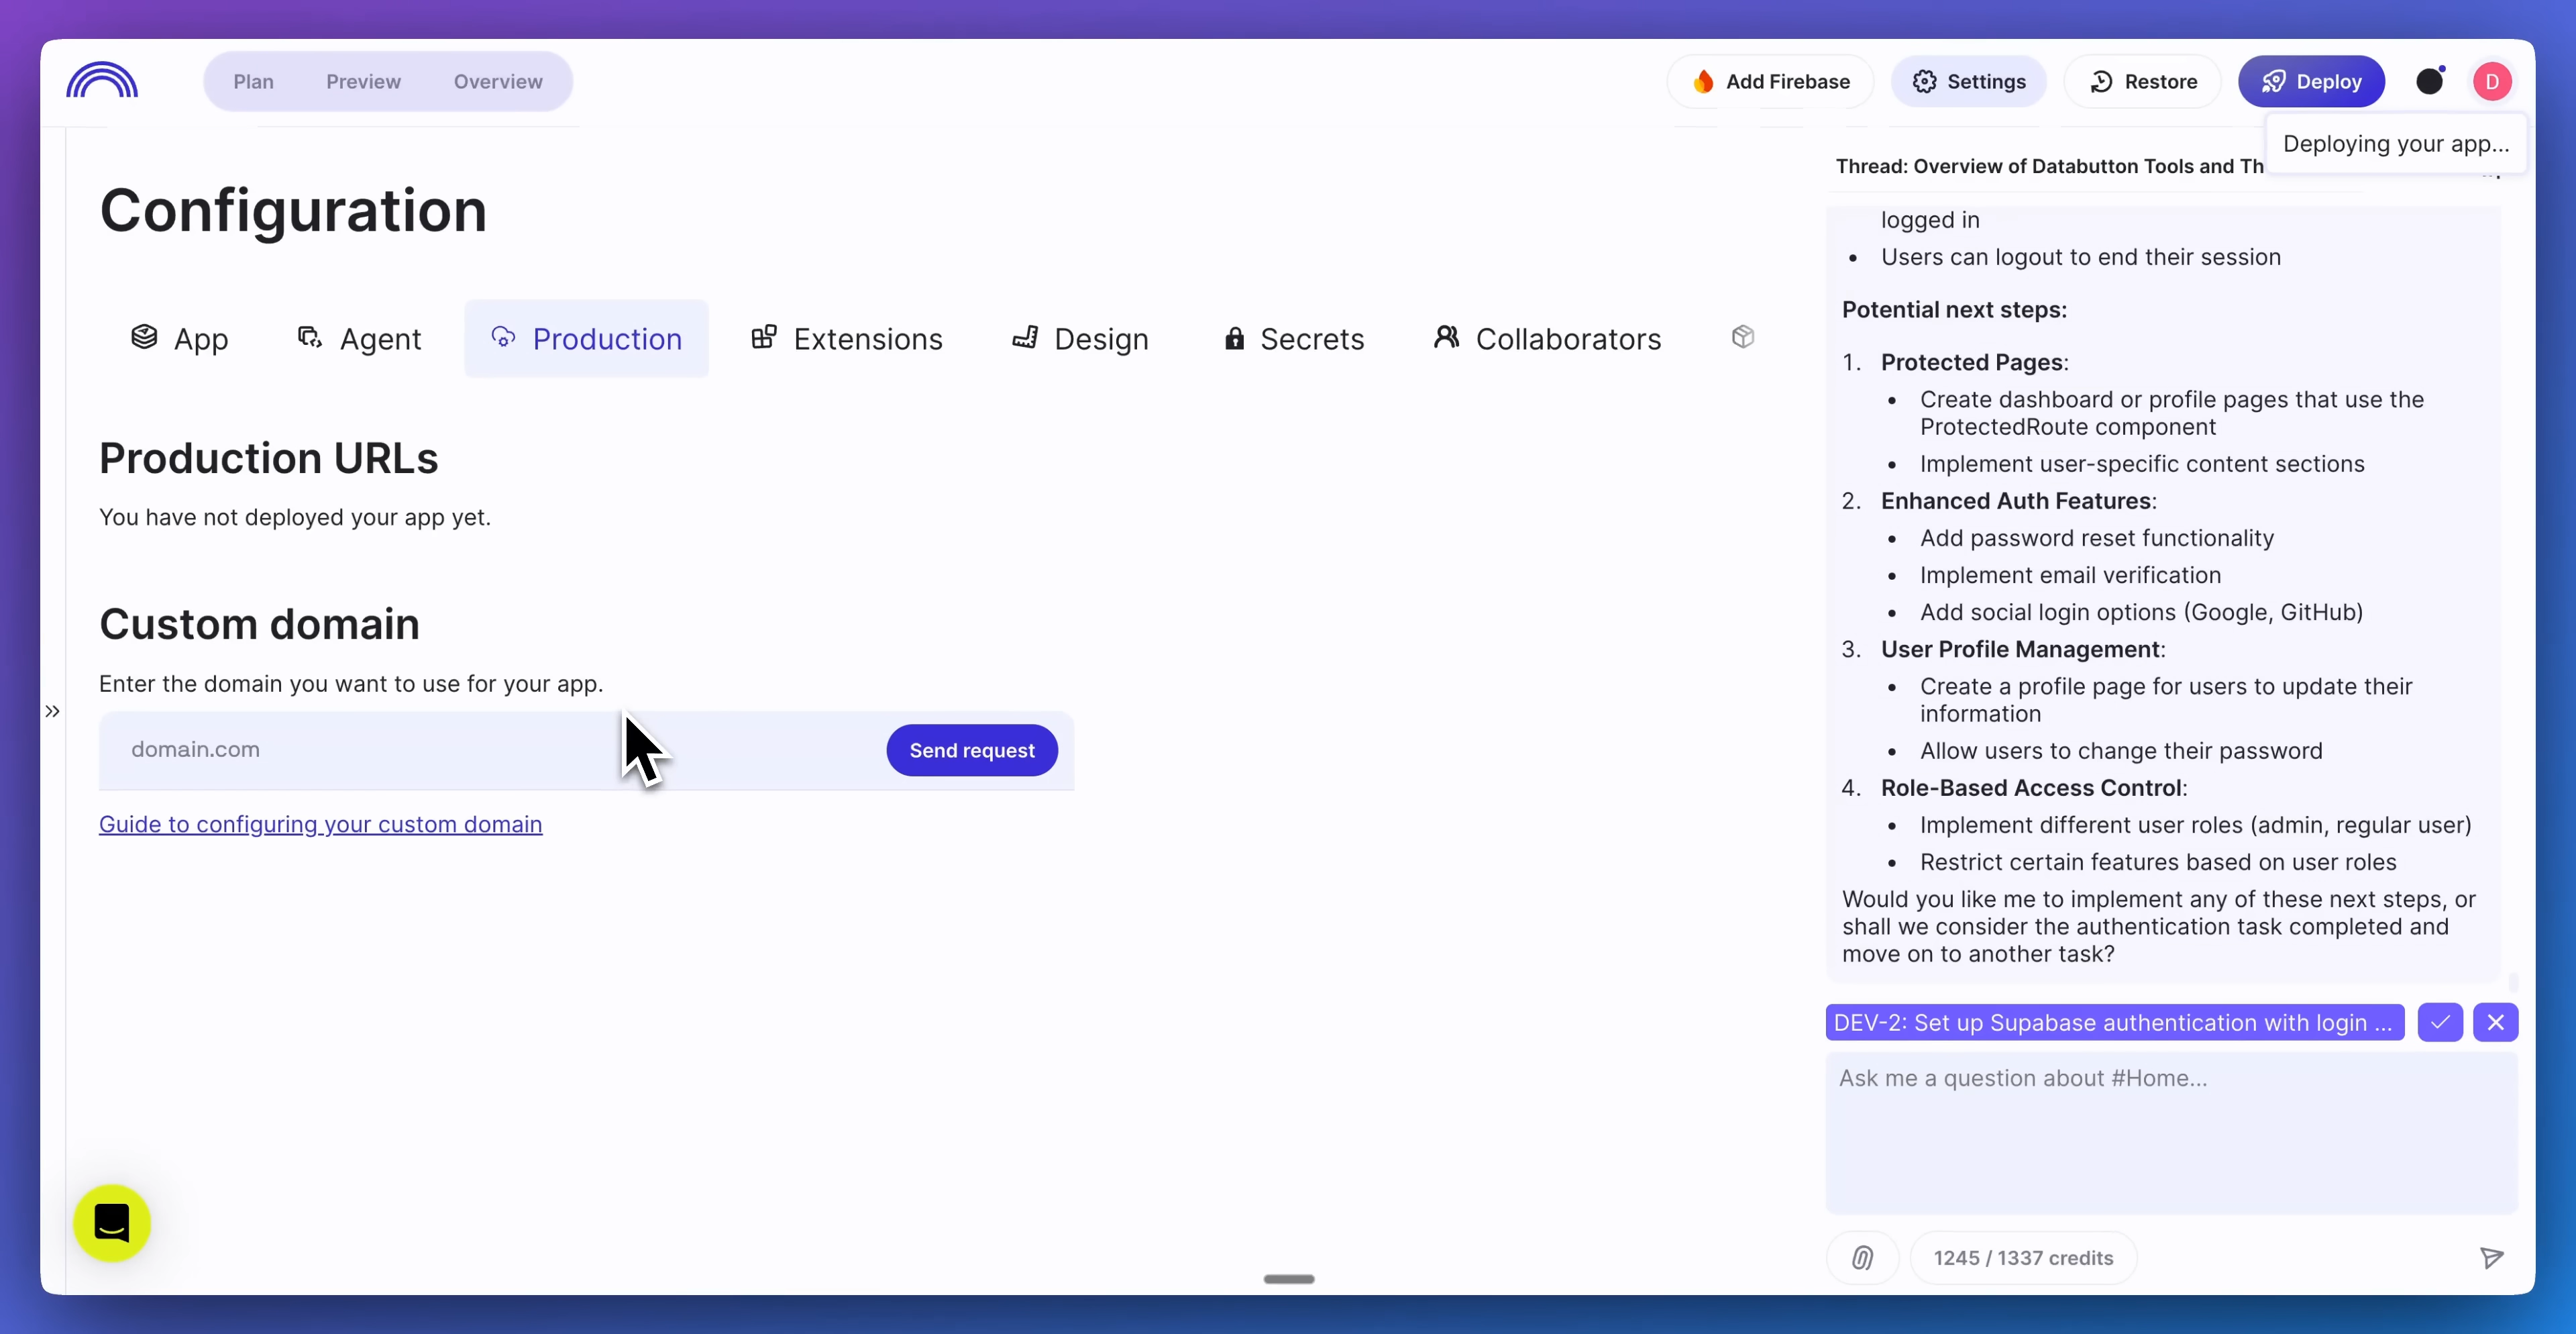 Plan Preview Overview
Add Firebase Settings Restore Deploy D
Deploying your app...
Configuration
App Agent Production Extensions Design Secrets Collaborators
Production URLs
You have not deployed your app yet.
Custom domain
Enter the domain you want to use for your app.
domain.com Send request
Guide to configuring your custom domain
Thread: Overview of Databutton Tools and Th
logged in
• Users can logout to end their session
Potential next steps:
1. Protected Pages:
• Create dashboard or profile pages that use the
ProtectedRoute component
• Implement user-specific content sections
2. Enhanced Auth Features:
• Add password reset functionality
• Implement email verification
• Add social login options (Google, GitHub)
3. User Profile Management:
• Create a profile page for users to update their
information
• Allow users to change their password
4. Role-Based Access Control:
• Implement different user roles (admin, regular user)
• Restrict certain features based on user roles
Would you like me to implement any of these next steps, or
shall we consider the authentication task completed and
move on to another task?
DEV-2: Set up Supabase authentication with login ...
Ask me a question about #Home...
1245 / 1337 credits